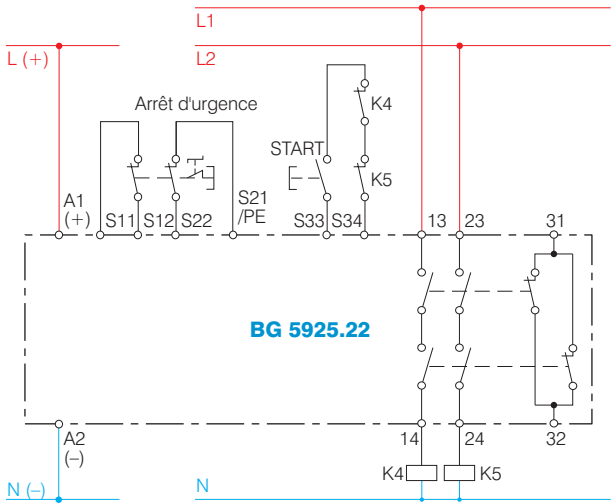 L1
L (+)
L2
Arrêt d'urgence
K4
START
K5
A1
(+)
S11
S12
S22
S21
/PE
S33
S34
13
23
31
BG 5925.22
A2
(–)
14
24
32
K4
K5
N (–)
N